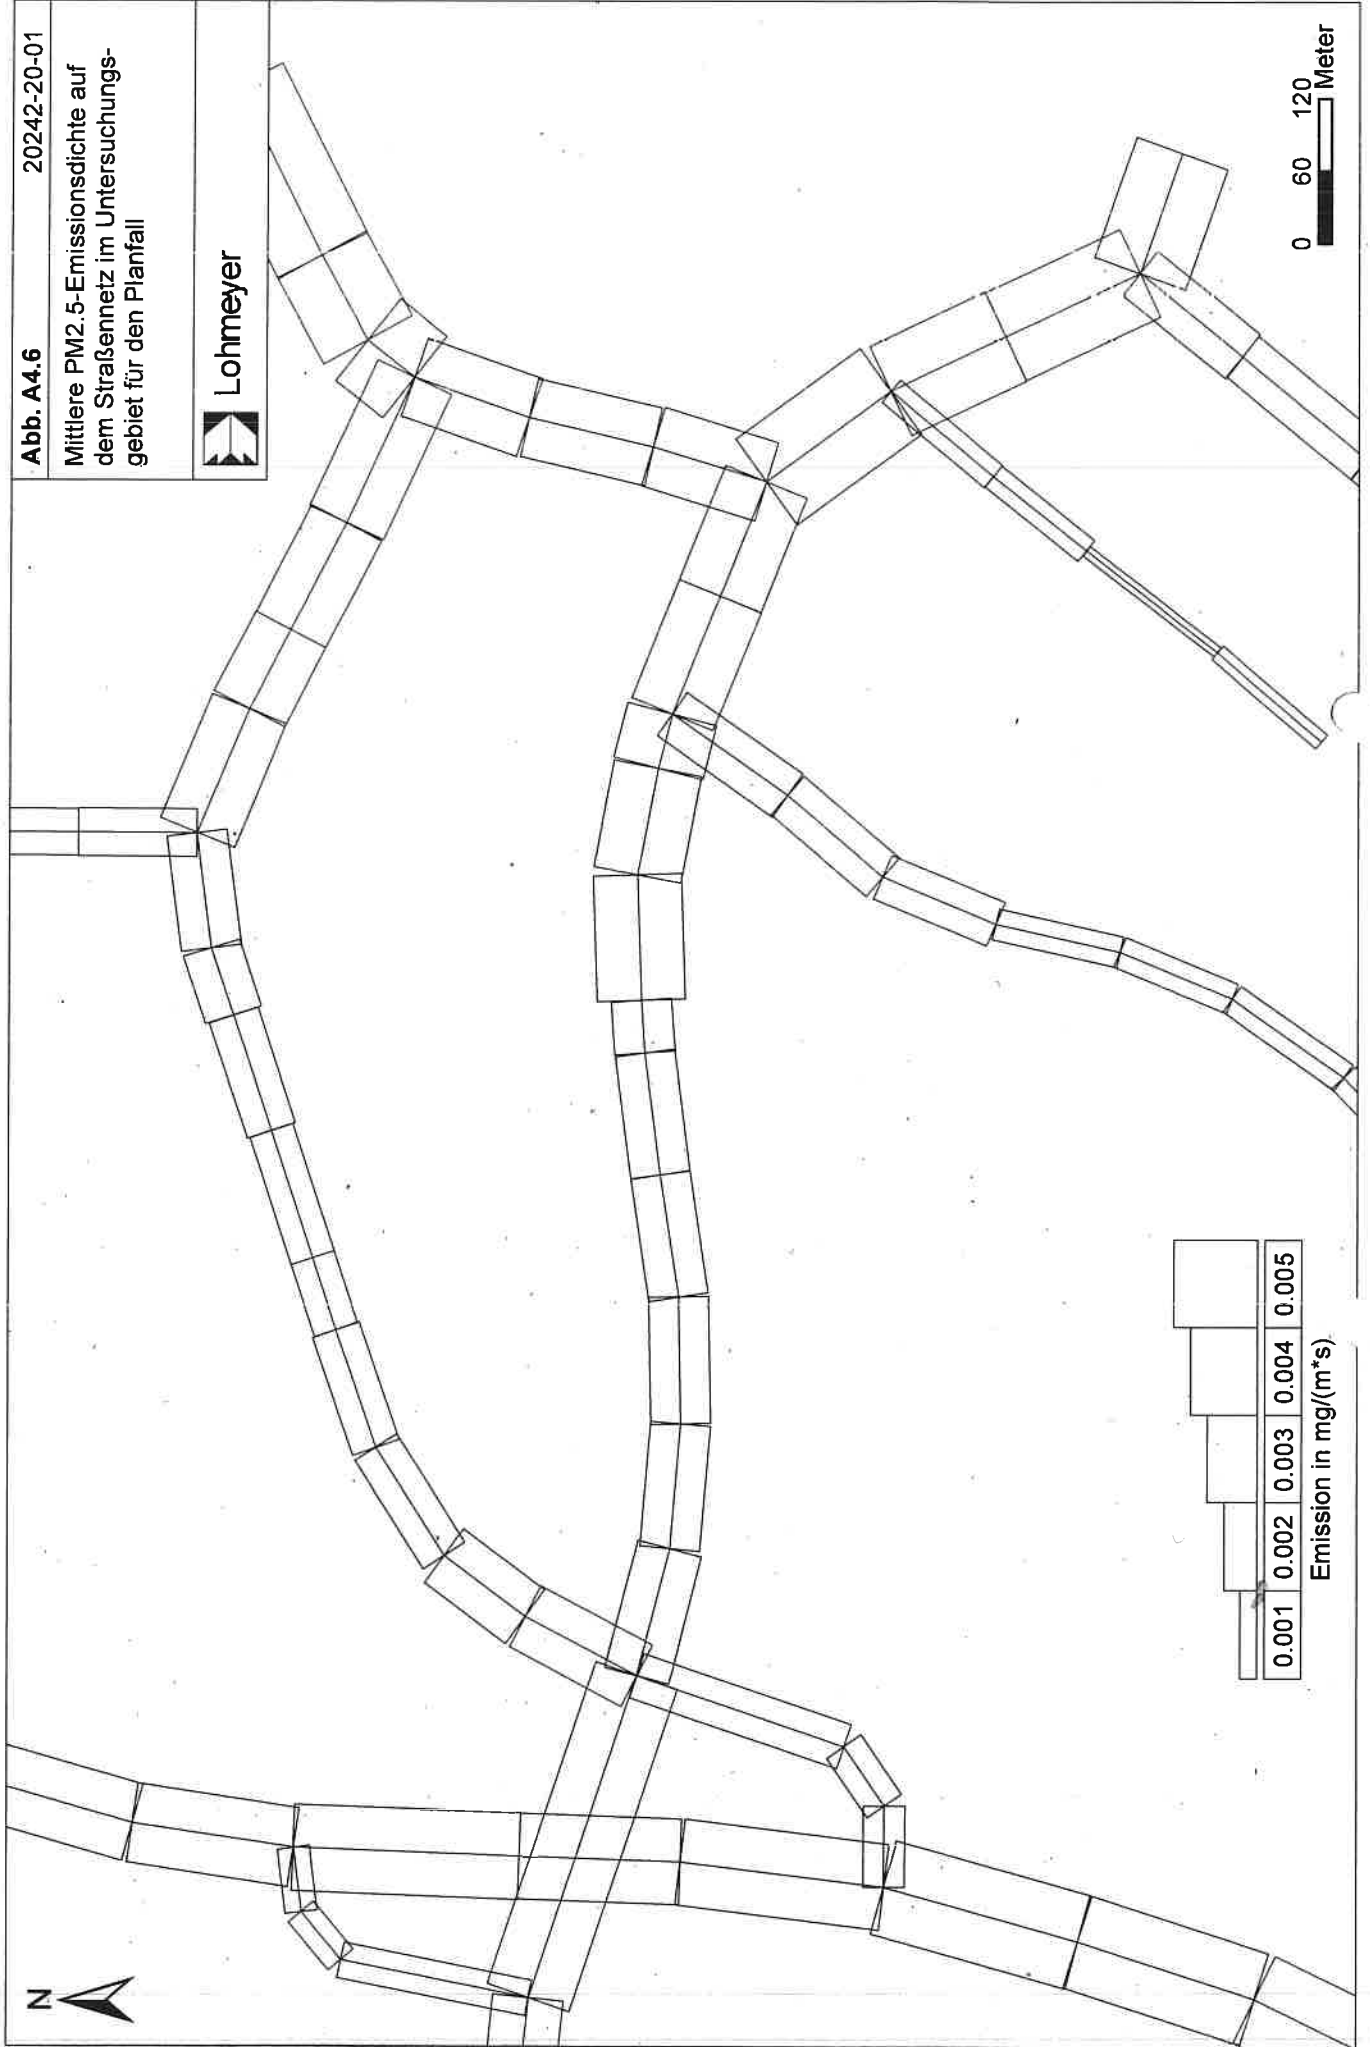 Abb. A4.6 20242-20-01
Mittlere PM2.5-Emissionsdichte auf
dem Straßennetz im Untersuchungs-
gebiet für den Planfall
Lohmeyer
N
0 60 120
Meter
0.001 0.002 0.003 0.004 0.005
Emission in mg/(m*s)